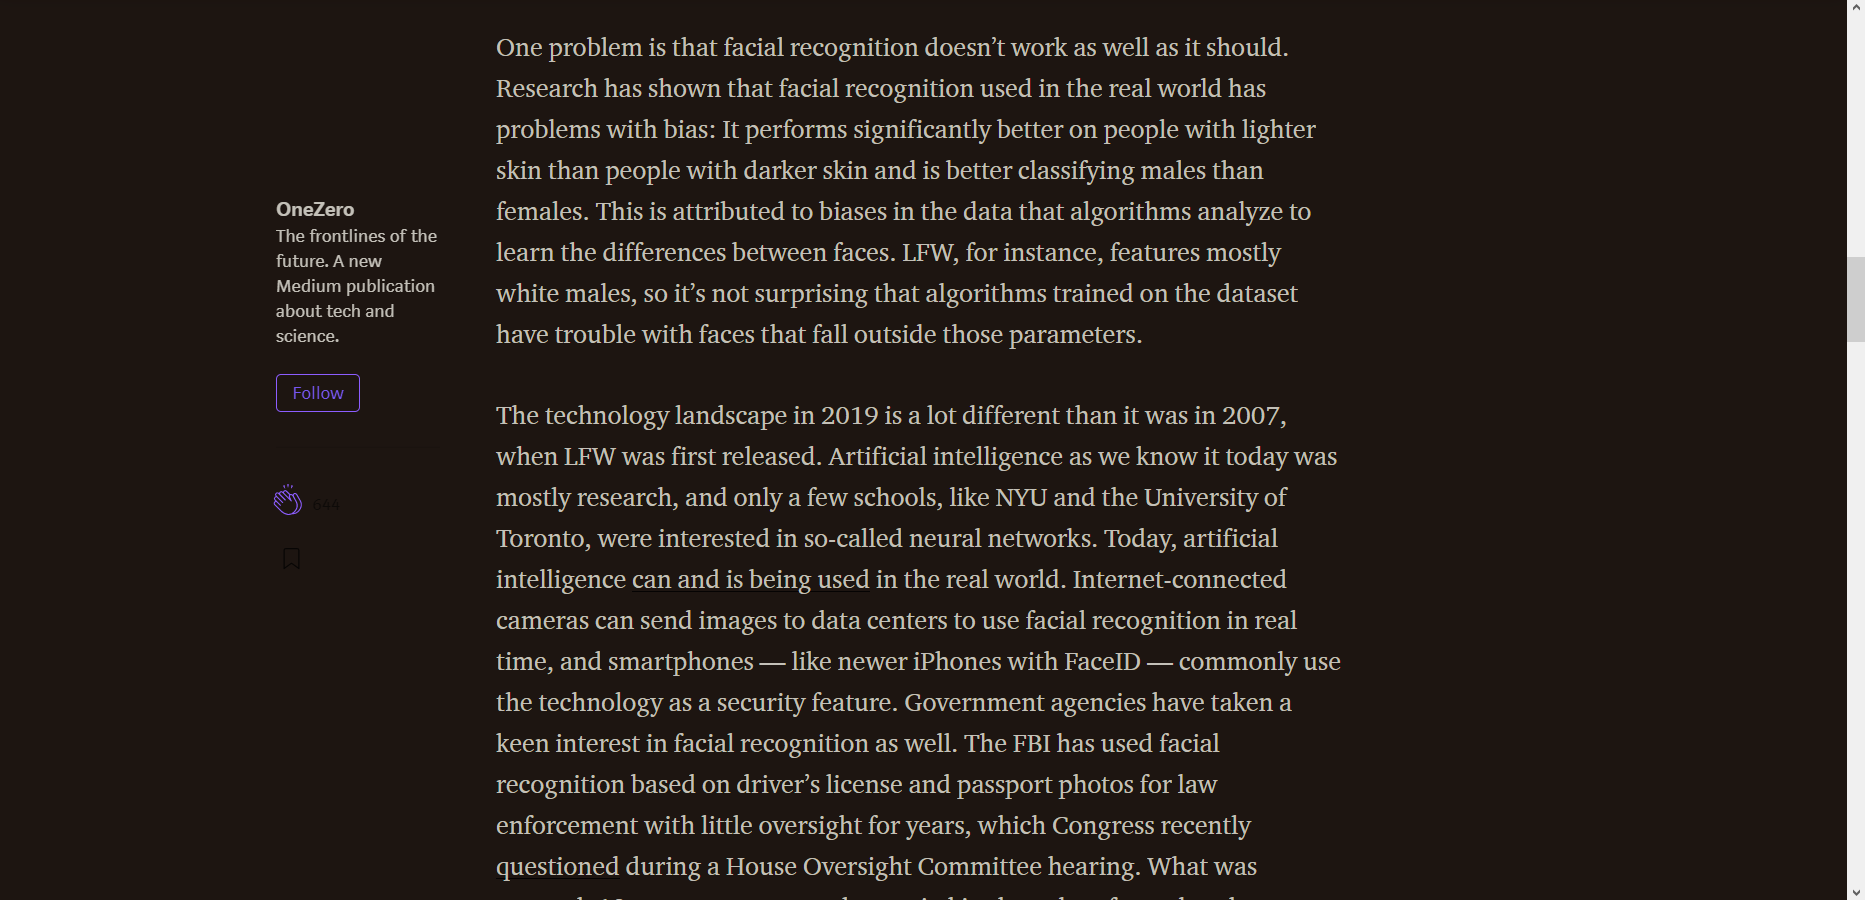 One problem is that facial recognition doesn’t work as well as it should.
Research has shown that facial recognition used in the real world has
problems with bias: It performs significantly better on people with lighter
skin than people with darker skin and is better classifying males than
females. This is attributed to biases in the data that algorithms analyze to
learn the differences between faces. LFW, for instance, features mostly
white males, so it’s not surprising that algorithms trained on the dataset
have trouble with faces that fall outside those parameters.
OneZero
The frontlines of the
future. A new
Medium publication
about tech and
science.
Follow
644
The technology landscape in 2019 is a lot different than it was in 2007,
when LFW was first released. Artificial intelligence as we know it today was
mostly research, and only a few schools, like NYU and the University of
Toronto, were interested in so-called neural networks. Today, artificial
intelligence can and is being used in the real world. Internet-connected
cameras can send images to data centers to use facial recognition in real
time, and smartphones — like newer iPhones with FaceID — commonly use
the technology as a security feature. Government agencies have taken a
keen interest in facial recognition as well. The FBI has used facial
recognition based on driver’s license and passport photos for law
enforcement with little oversight for years, which Congress recently
questioned during a House Oversight Committee hearing. What was